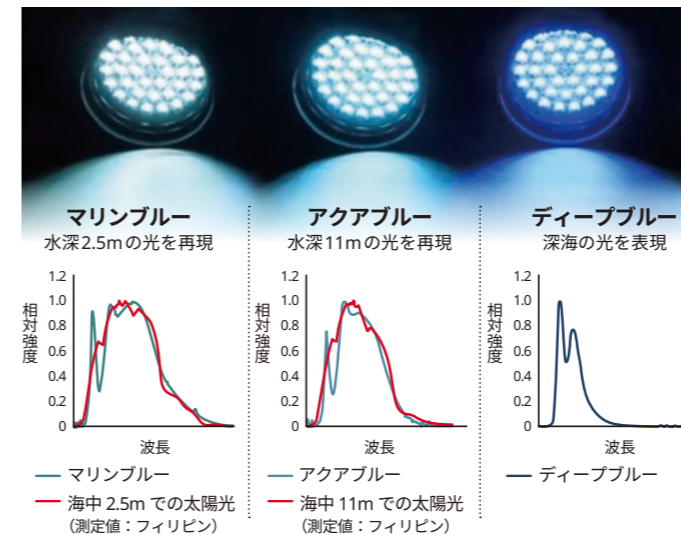 マリンブルー
水深2.5mの光を再現
1.2
1.0
0.8
0.6
0.4
0.2
0
相対強度
波長
マリンブルー
海中 2.5m での太陽光
（測定値：フィリピン）
アクアブルー
水深11mの光を再現
1.2
1.0
0.8
0.6
0.4
0.2
0
相対強度
波長
アクアブルー
海中 11m での太陽光
（測定値：フィリピン）
ディープブルー
深海の光を表現
1.2
1.0
0.8
0.6
0.4
0.2
0
相対強度
波長
ディープブルー